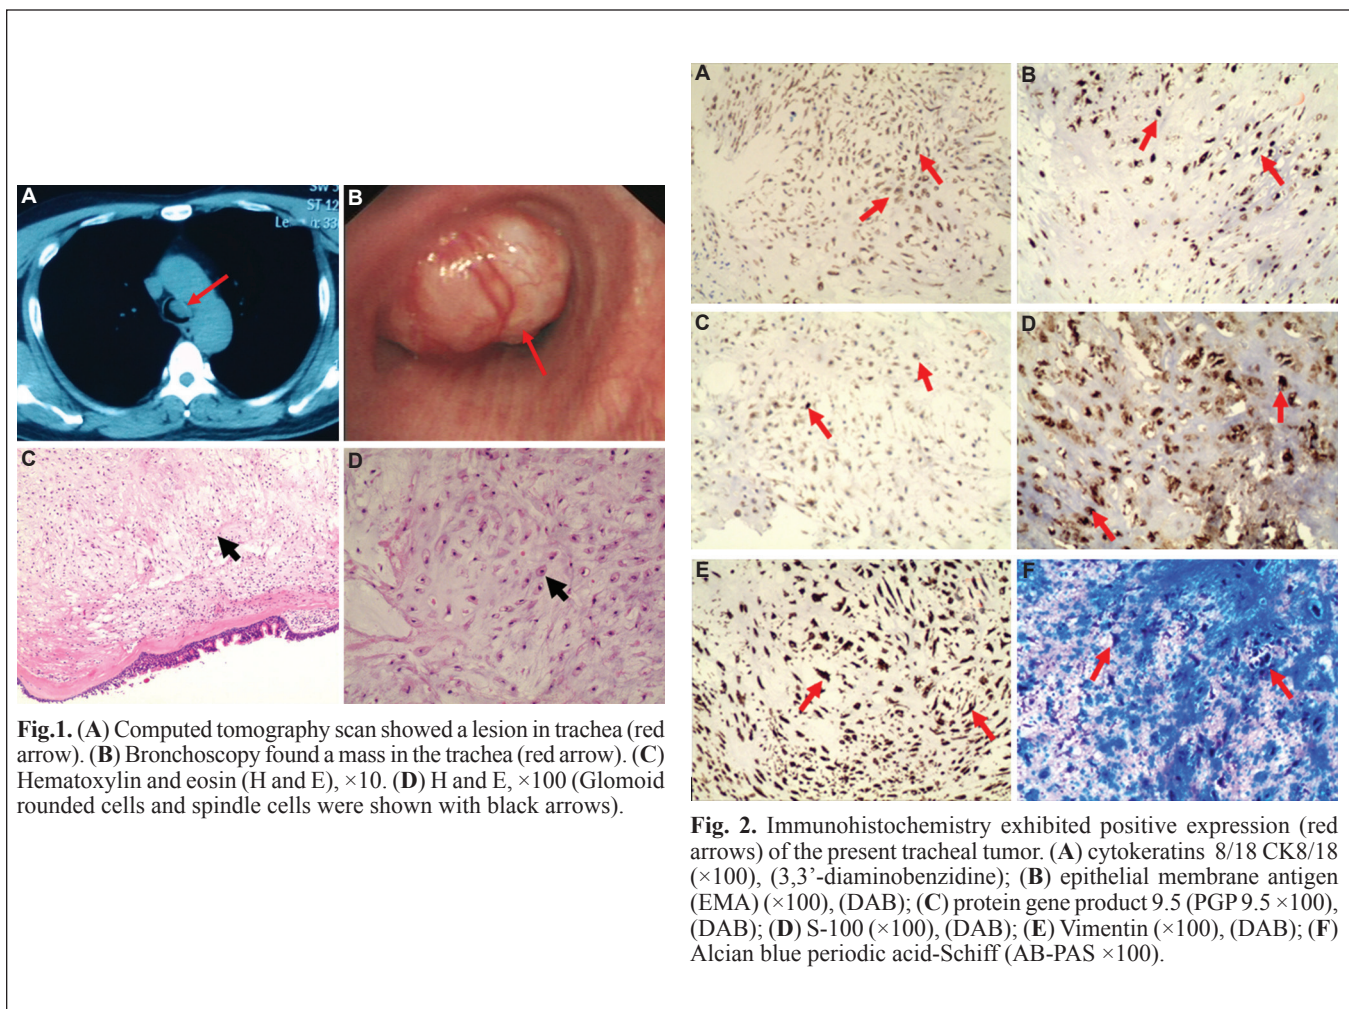 A
SW 3
ST 12
B
C
D
Fig.1. (A) Computed tomography scan showed a lesion in trachea (red
arrow). (B) Bronchoscopy found a mass in the trachea (red arrow). (C)
Hematoxylin and eosin (H and E), ×10. (D) H and E, ×100 (Glomoid
rounded cells and spindle cells were shown with black arrows).
A
B
C
D
E
F
Fig. 2. Immunohistochemistry exhibited positive expression (red
arrows) of the present tracheal tumor. (A) cytokeratins 8/18 CK8/18
(×100), (3,3’-diaminobenzidine); (B) epithelial membrane antigen
(EMA) (×100), (DAB); (C) protein gene product 9.5 (PGP 9.5 ×100),
(DAB); (D) S-100 (×100), (DAB); (E) Vimentin (×100), (DAB); (F)
Alcian blue periodic acid-Schiff (AB-PAS ×100).